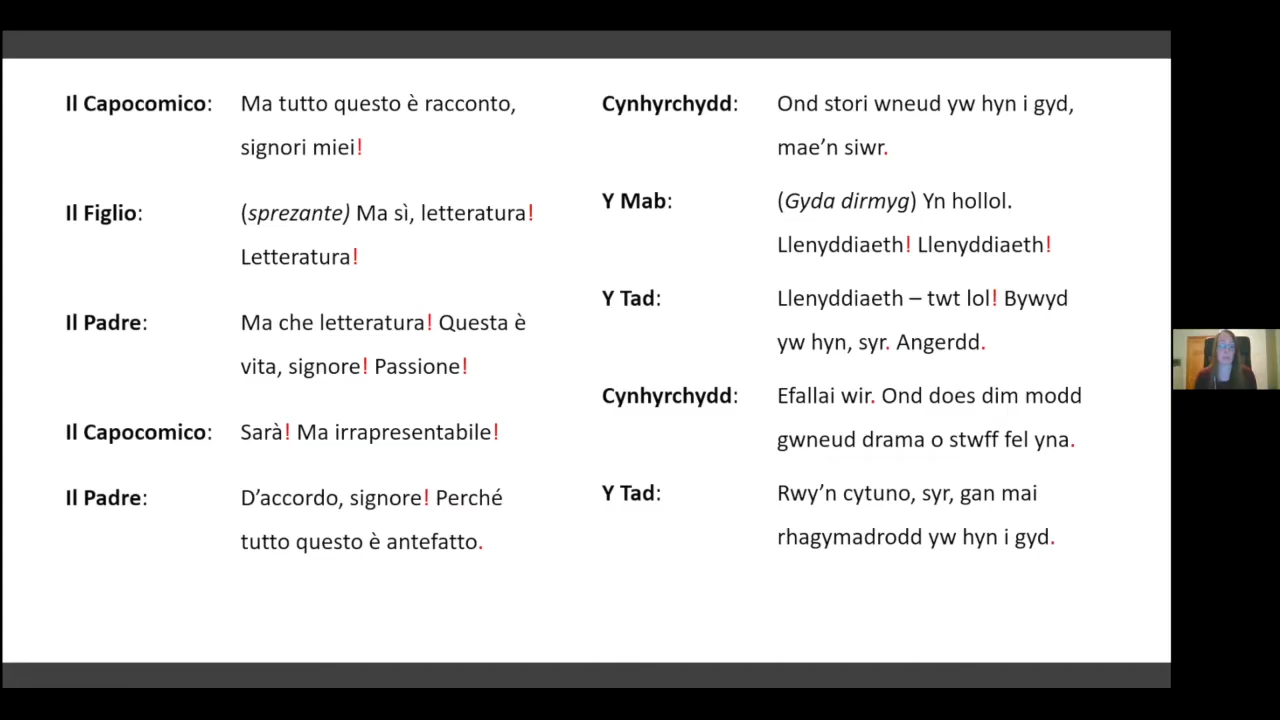 Il Capocomico: Ma tutto questo è racconto,
signori miei!
Il Figlio: (sprezante) Ma sì, letteratura!
Letteratura!
Il Padre: Ma che letteratura! Questa è
vita, signore! Passione!
Il Capocomico: Sarà! Ma irrapresentabile!
Il Padre: D’accordo, signore! Perché
tutto questo è antefatto.
Cynhyrchydd: Ond stori wneud yw hyn i gyd,
mae’n siwr.
Y Mab: (Gyda dirmyg) Yn hollol.
Llenyddiaeth! Llenyddiaeth!
Y Tad: Llenyddiaeth – twt lol! Bywyd
yw hyn, syr. Angerdd.
Cynhyrchydd: Efallai wir. Ond does dim modd
gwneud drama o stwff fel yna.
Y Tad: Rwy’n cytuno, syr, gan mai
rhagymadrodd yw hyn i gyd.